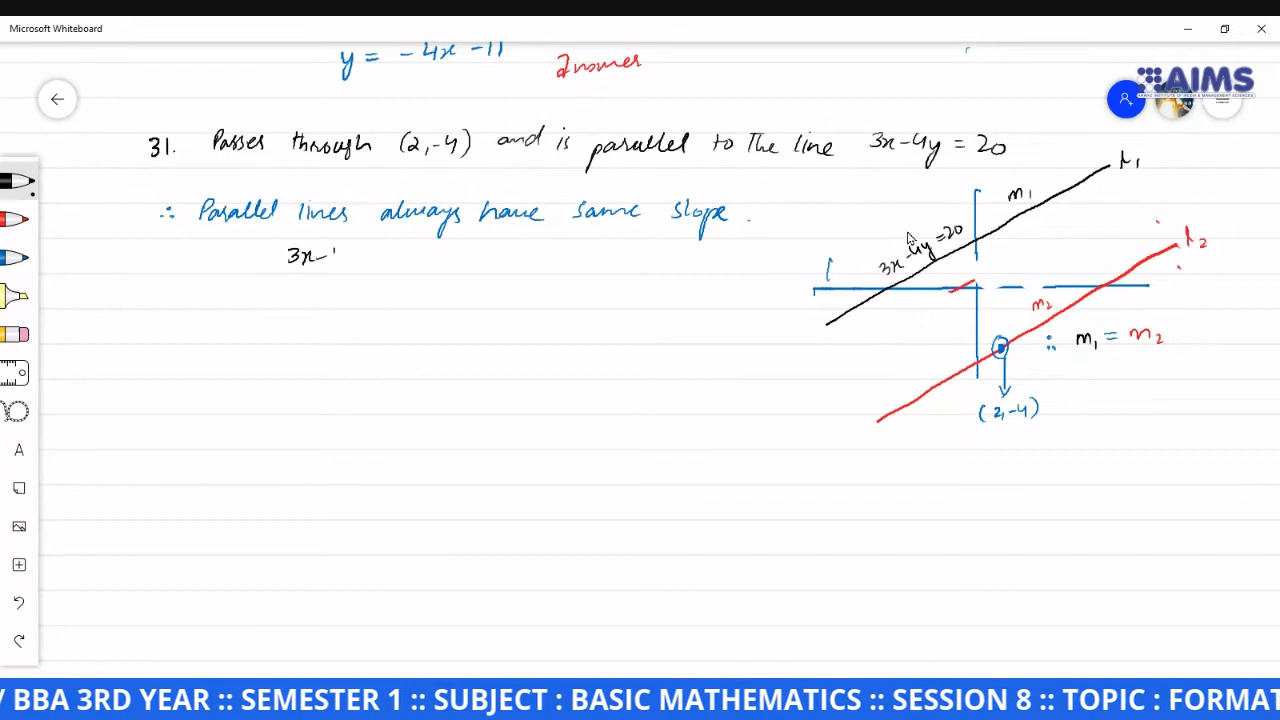 Microsoft Whiteboard
y = -4x -11
Answer
AIMS
31. Passes through (2,-4) and is parallel to the line 3x-4y = 20
∴ Parallel lines always have same slope.
3x-
l₁
m₁
3x-4y=20
l₂
m₂
∴ m₁ = m₂
(2,-4)
A
/ BBA 3RD YEAR :: SEMESTER 1 :: SUBJECT : BASIC MATHEMATICS :: SESSION 8 :: TOPIC : FORMAT